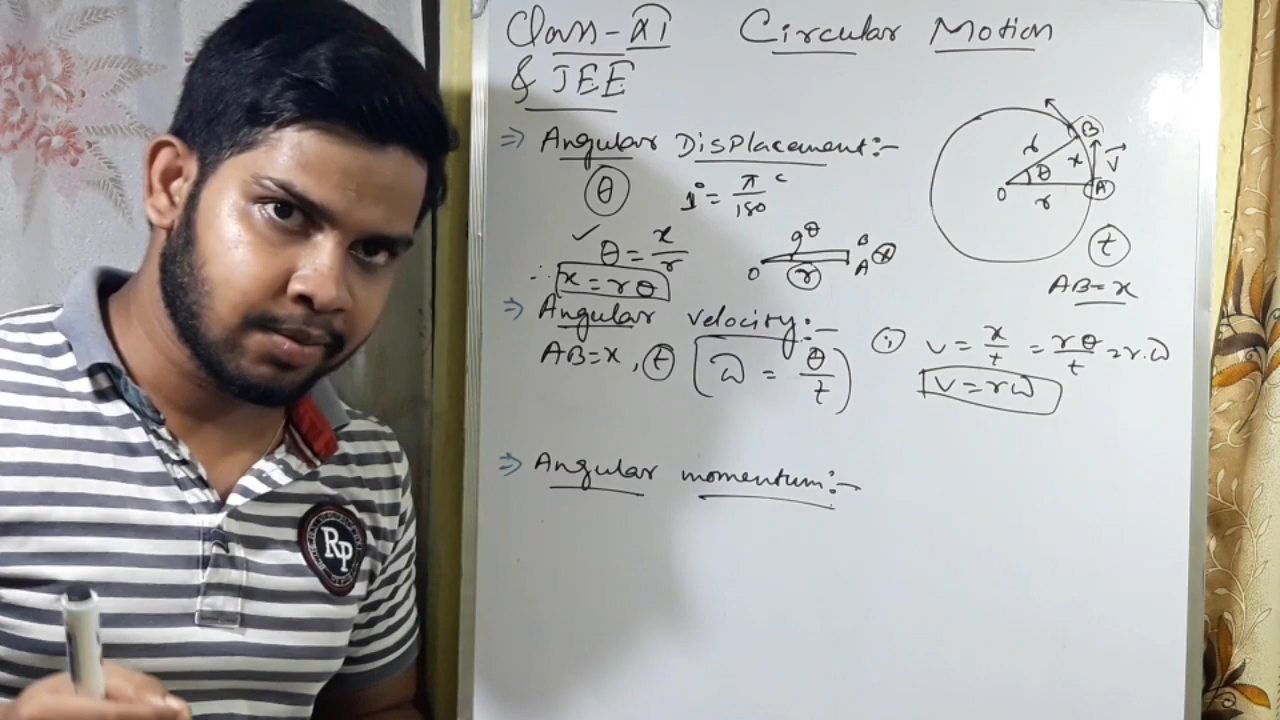 Class-XI Circular Motion
& JEE
⇒ Angular Displacement:-
θ 1° = π/180 ᶜ
✓ θ = x/r
∴ x = rθ
O θ r B A x
B r x V⃗ θ O r A
t
AB = x
⇒ Angular velocity:-
AB = x, t ω = θ/t
(i) v = x/t = rθ/t = r.ω
v = rω
⇒ Angular momentum:-
RP